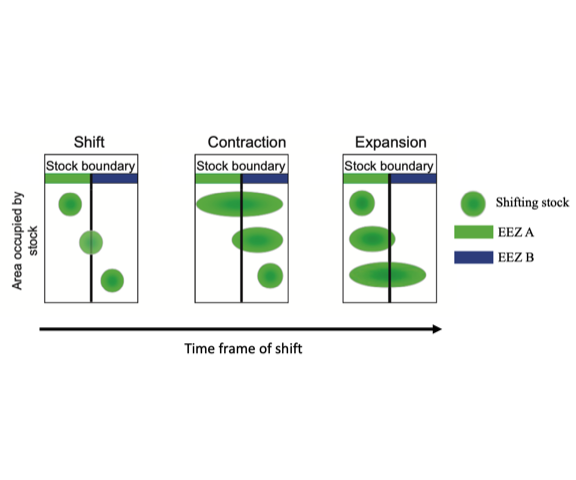 Shift
Contraction
Expansion
Stock boundary
Stock boundary
Stock boundary
Area occupied by
stock
Shifting stock
EEZ A
EEZ B
Time frame of shift